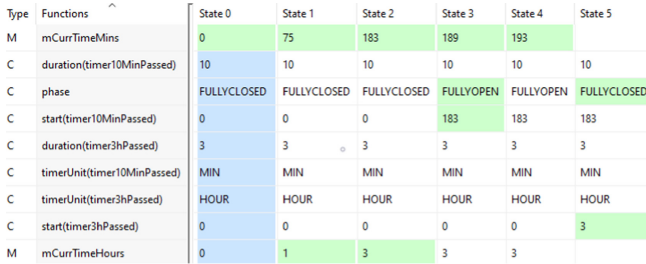 Type Functions State 0 State 1 State 2 State 3 State 4 State 5
M mCurrTimeMins 0 75 183 189 193
C duration(timer10MinPassed) 10 10 10 10 10 10
C phase FULLYCLOSED FULLYCLOSED FULLYCLOSED FULLYOPEN FULLYOPEN FULLYCLOSED
C start(timer10MinPassed) 0 0 0 183 183 183
C duration(timer3hPassed) 3 3 3 3 3 3
C timerUnit(timer10MinPassed) MIN MIN MIN MIN MIN MIN
C timerUnit(timer3hPassed) HOUR HOUR HOUR HOUR HOUR HOUR
C start(timer3hPassed) 0 0 0 0 0 3
M mCurrTimeHours 0 1 3 3 3